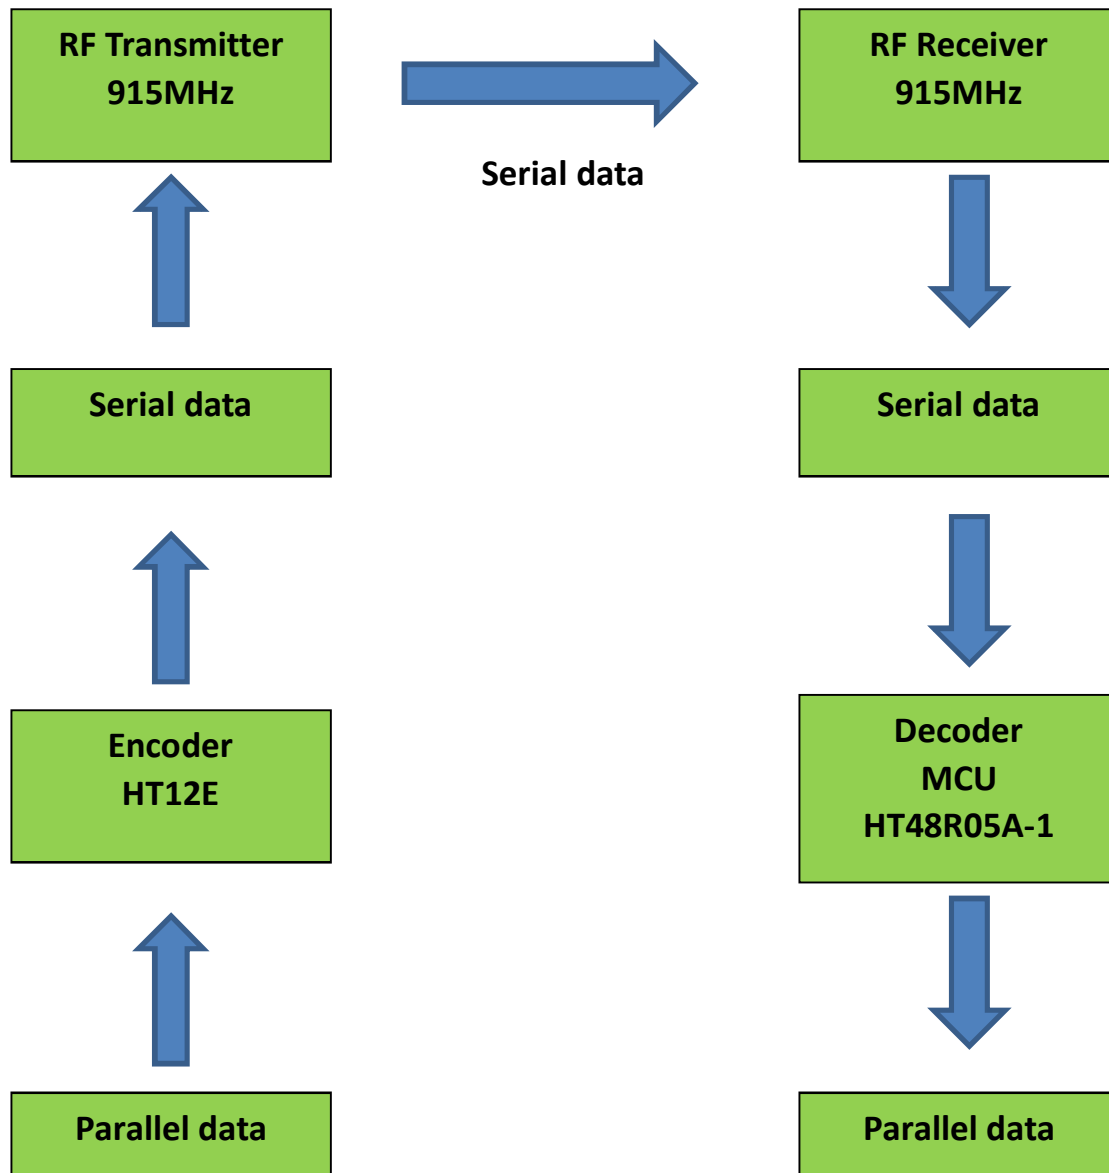 RF Transmitter
915MHz
Serial data
RF Receiver
915MHz
Serial data
Serial data
Encoder
HT12E
Decoder
MCU
HT48R05A-1
Parallel data
Parallel data